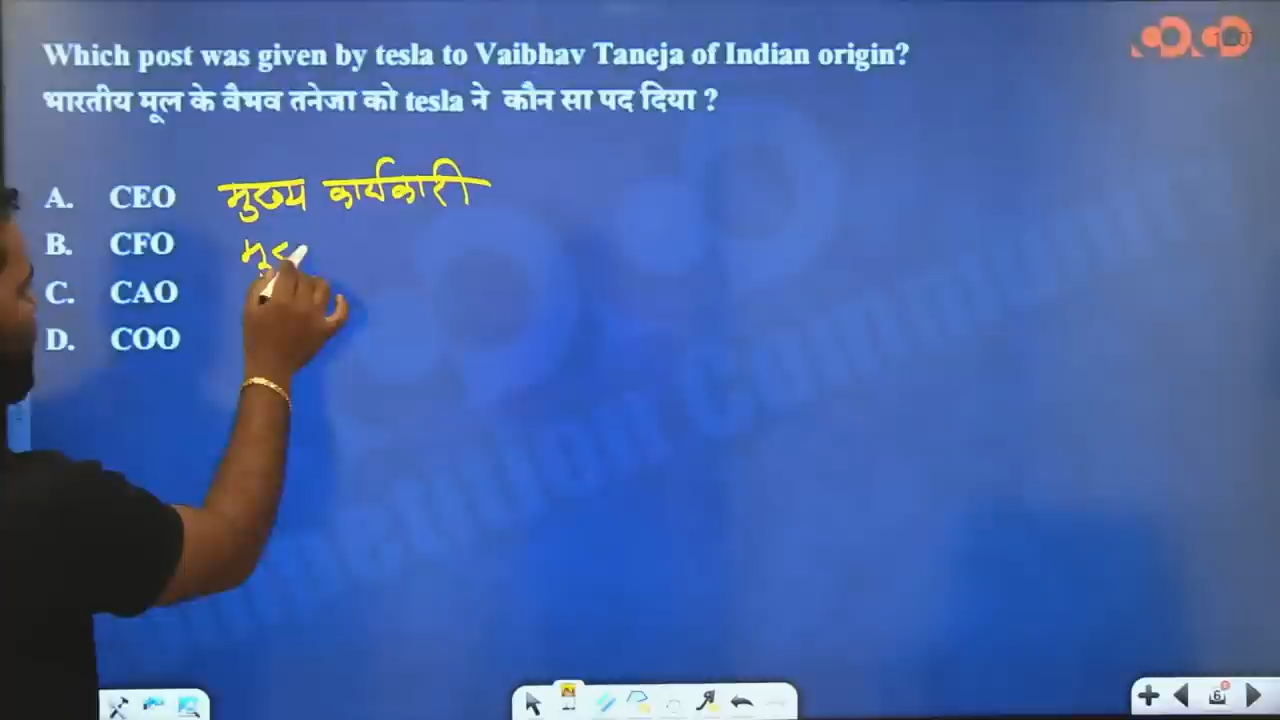 Which post was given by tesla to Vaibhav Taneja of Indian origin?
भारतीय मूल के वैभव तनेजा को tesla ने कौन सा पद दिया ?
A. CEO मुख्य कार्यकारी
B. CFO
C. CAO
D. COO